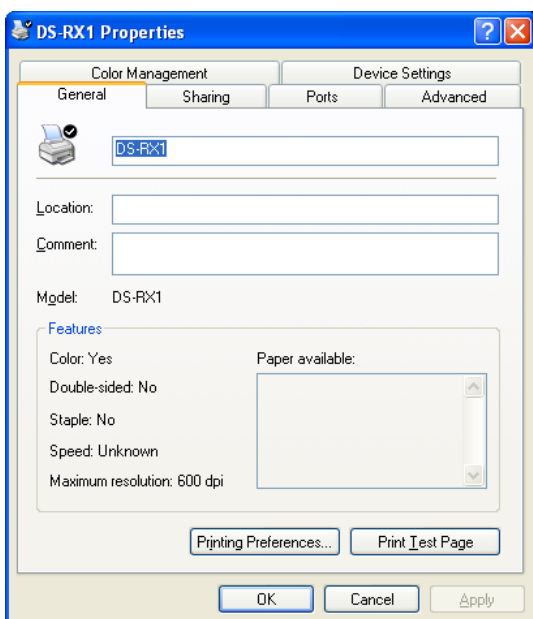 DS-RX1 Properties
Color Management Device Settings
General Sharing Ports Advanced
DS-RX1
Location:
Comment:
Model: DS-RX1
Features
Color: Yes Paper available:
Double-sided: No
Staple: No
Speed: Unknown
Maximum resolution: 600 dpi
Printing Preferences... Print Test Page
OK Cancel Apply